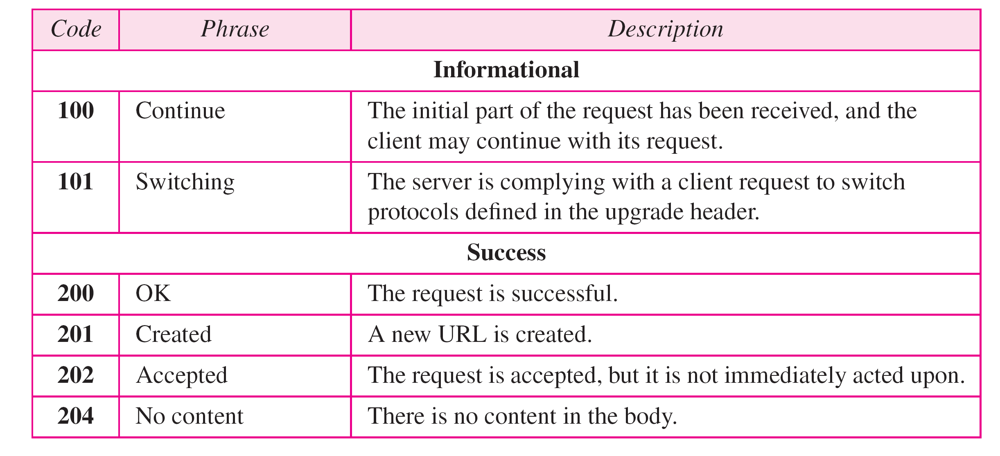 Code Phrase Description
Informational
100 Continue The initial part of the request has been received, and the
client may continue with its request.
101 Switching The server is complying with a client request to switch
protocols defined in the upgrade header.
Success
200 OK The request is successful.
201 Created A new URL is created.
202 Accepted The request is accepted, but it is not immediately acted upon.
204 No content There is no content in the body.